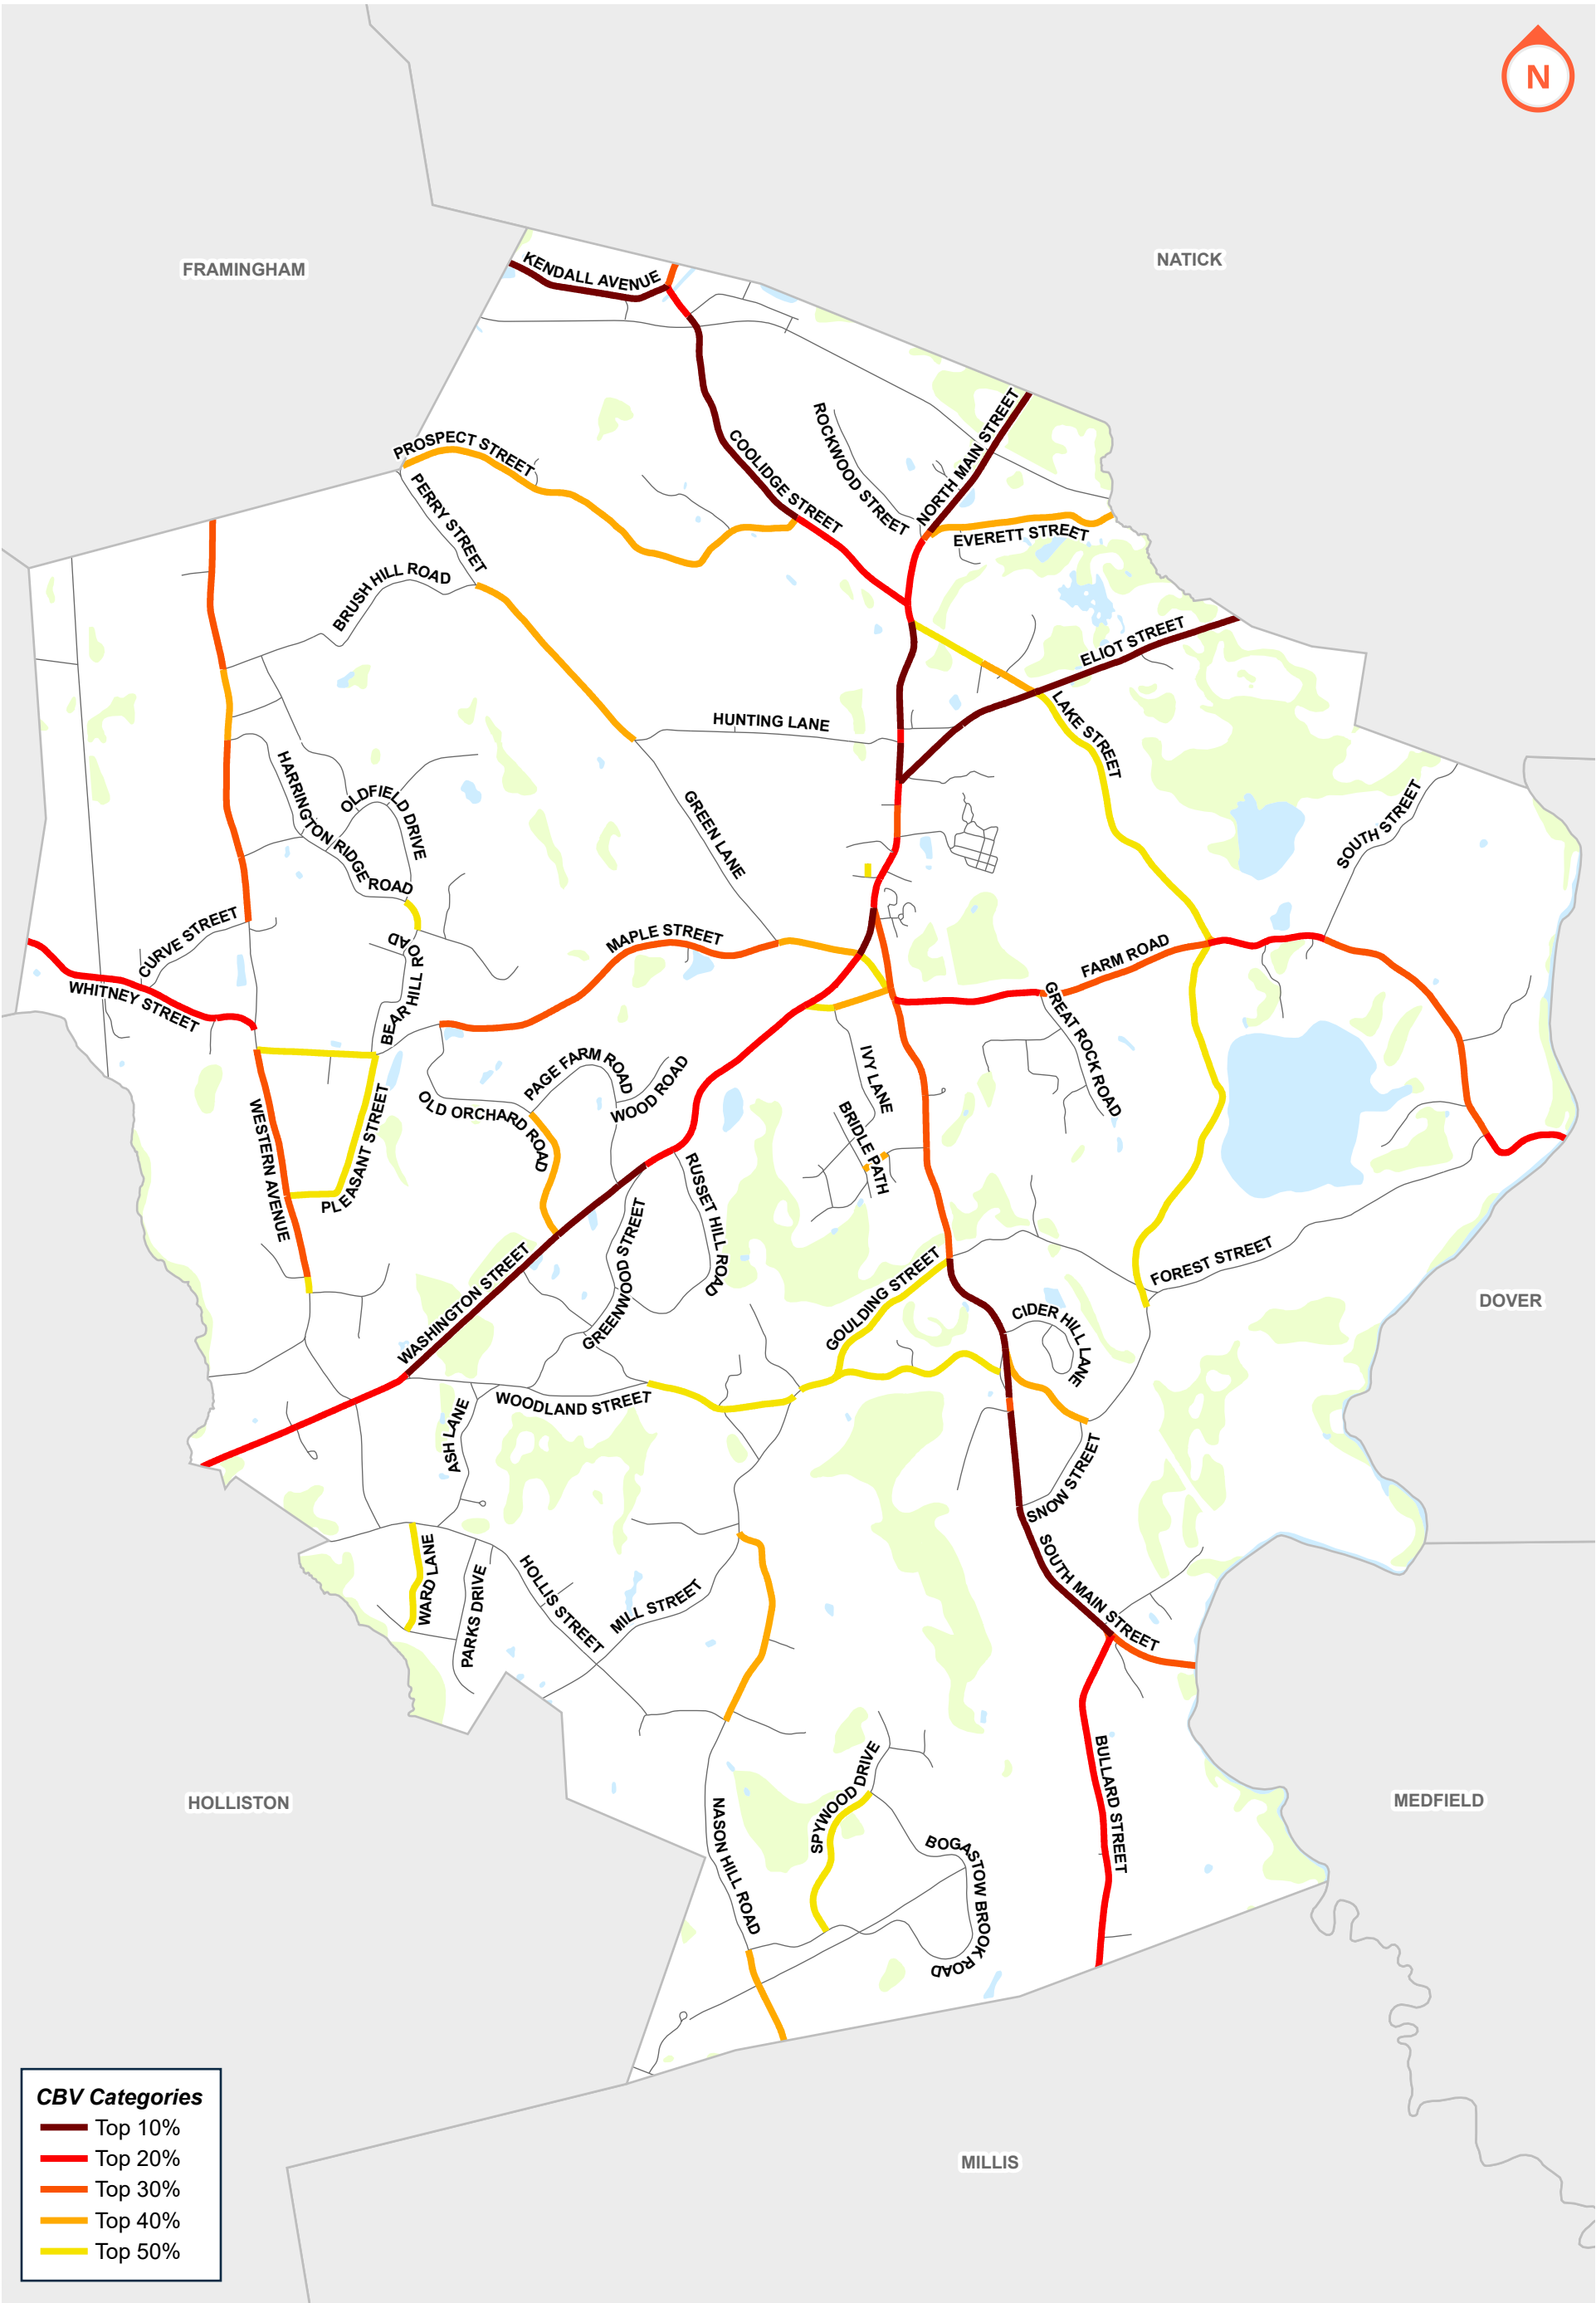 N
FRAMINGHAM
NATICK
KENDALL AVENUE
COOLIDGE STREET
ROCKWOOD STREET
NORTH MAIN STREET
PROSPECT STREET
PERRY STREET
EVERETT STREET
BRUSH HILL ROAD
ELIOT STREET
LAKE STREET
HUNTING LANE
HARRINGTON RIDGE ROAD
OLDFIELD DRIVE
GREEN LANE
SOUTH STREET
CURVE STREET
MAPLE STREET
FARM ROAD
WHITNEY STREET
BEAR HILL ROAD
GREAT ROCK ROAD
PAGE FARM ROAD
WOOD ROAD
IVY LANE
OLD ORCHARD ROAD
BRIDLE PATH
WESTERN AVENUE
PLEASANT STREET
RUSSET HILL ROAD
GREENWOOD STREET
WASHINGTON STREET
GOULDING STREET
FOREST STREET
DOVER
CIDER HILL LANE
WOODLAND STREET
ASH LANE
SNOW STREET
SOUTH MAIN STREET
WARD LANE
PARKS DRIVE
HOLLIS STREET
MILL STREET
BULLARD STREET
SPYWOOD DRIVE
HOLLISTON
MEDFIELD
NASON HILL ROAD
BOGASTOW BROOK ROAD
MILLIS
CBV Categories
Top 10%
Top 20%
Top 30%
Top 40%
Top 50%